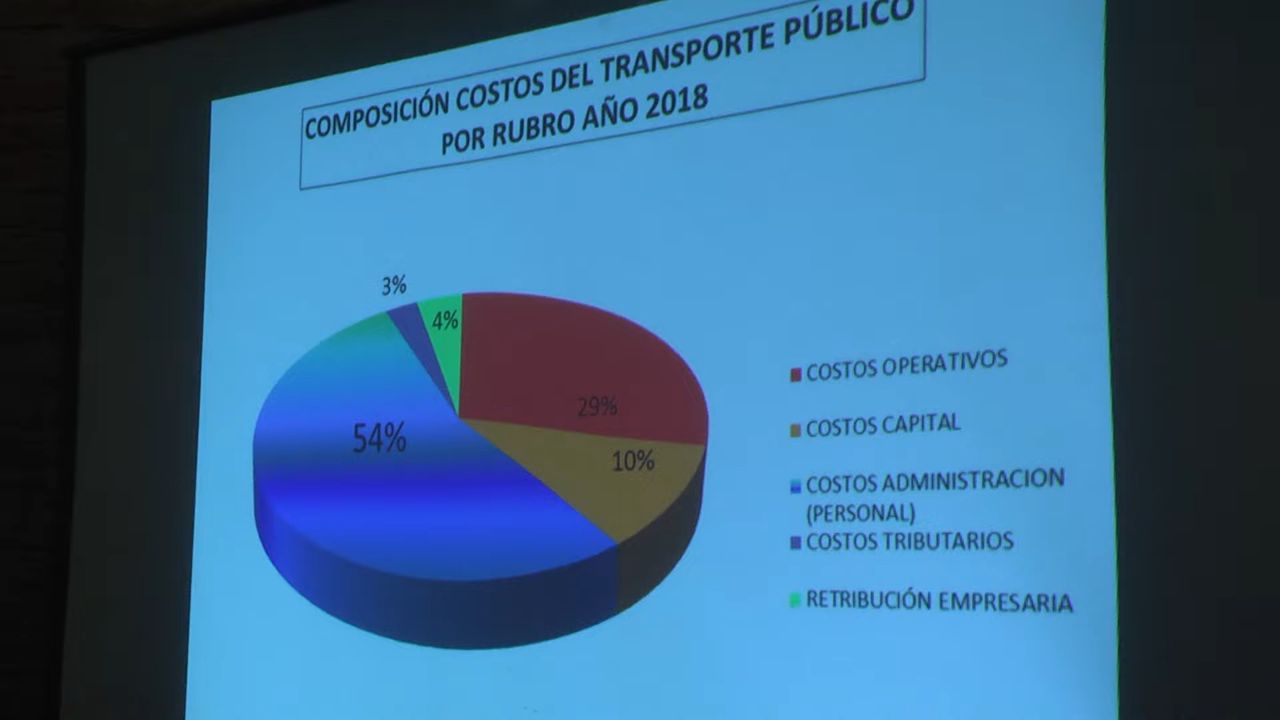 COMPOSICIÓN COSTOS DEL TRANSPORTE PÚBLICO
POR RUBRO AÑO 2018
3%
4%
29%
54%
10%
COSTOS OPERATIVOS
COSTOS CAPITAL
COSTOS ADMINISTRACION
(PERSONAL)
COSTOS TRIBUTARIOS
RETRIBUCIÓN EMPRESARIA